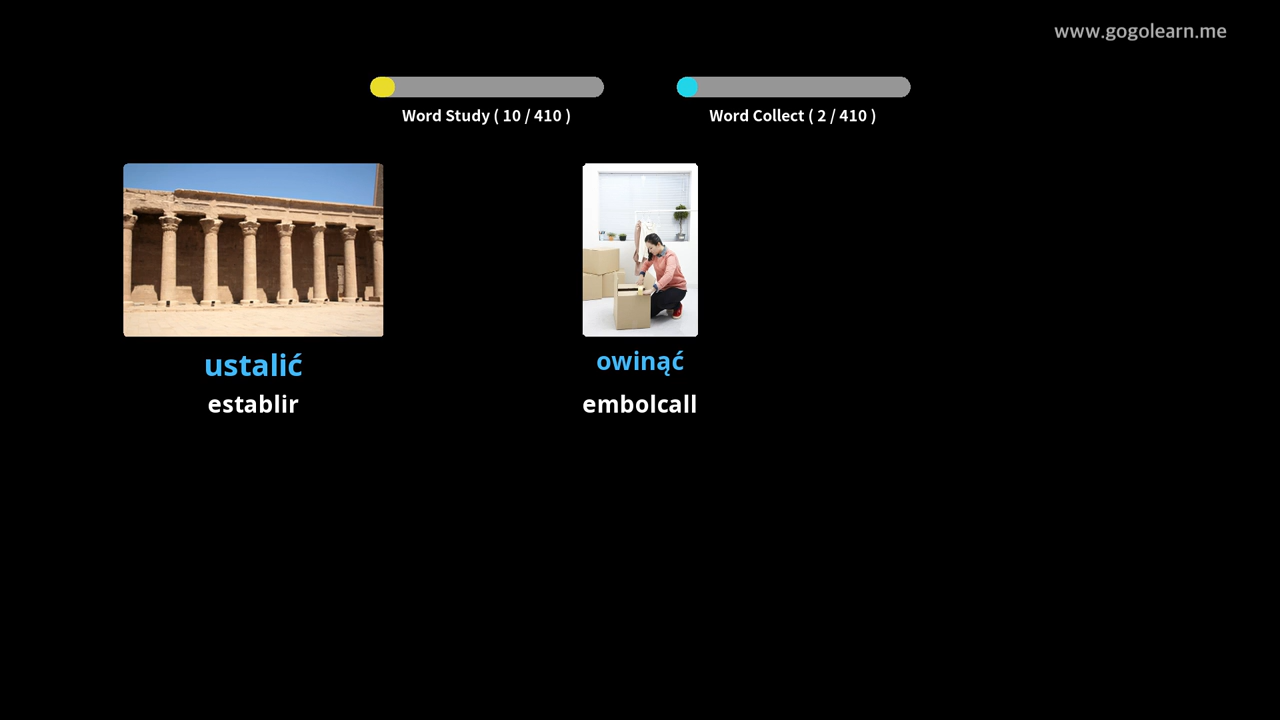 www.gogolearn.me
Word Study ( 10 / 410 )
Word Collect ( 2 / 410 )
ustalić
establir
owinąć
embolcall